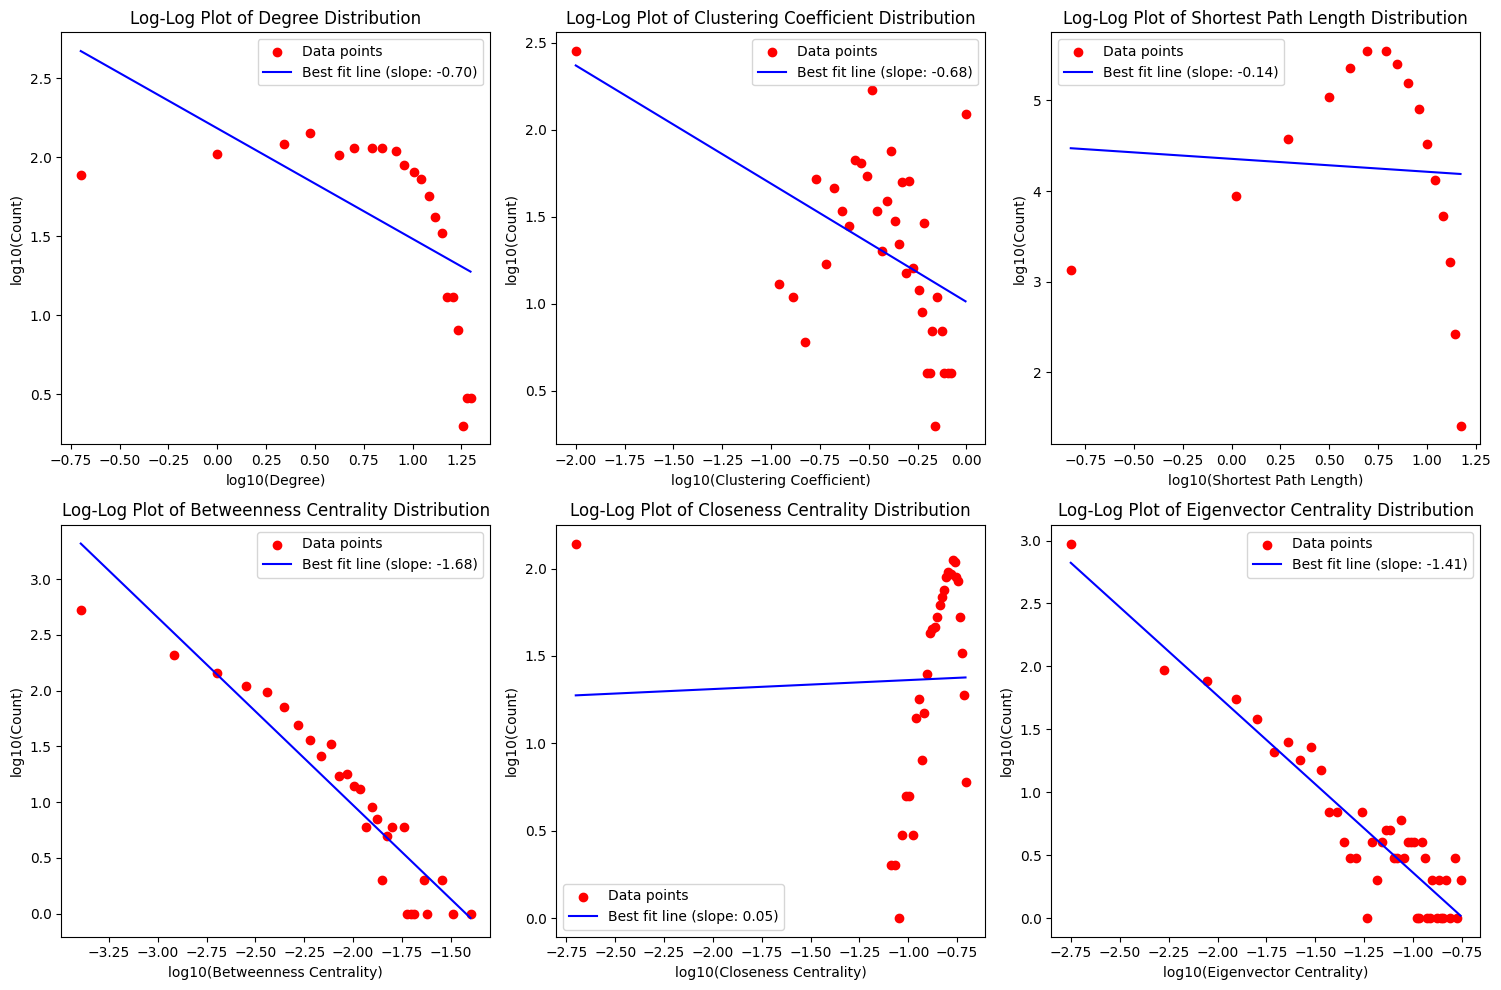 Log-Log Plot of Degree Distribution
Data points
Best fit line (slope: -0.70)
log10(Count)
2.5
2.0
1.5
1.0
0.5
−0.75 −0.50 −0.25 0.00 0.25 0.50 0.75 1.00 1.25
log10(Degree)
Log-Log Plot of Clustering Coefficient Distribution
Data points
Best fit line (slope: -0.68)
log10(Count)
2.5
2.0
1.5
1.0
0.5
−2.00 −1.75 −1.50 −1.25 −1.00 −0.75 −0.50 −0.25 0.00
log10(Clustering Coefficient)
Log-Log Plot of Shortest Path Length Distribution
Data points
Best fit line (slope: -0.14)
log10(Count)
5
4
3
2
−0.75 −0.50 −0.25 0.00 0.25 0.50 0.75 1.00 1.25
log10(Shortest Path Length)
Log-Log Plot of Betweenness Centrality Distribution
Data points
Best fit line (slope: -1.68)
log10(Count)
3.0
2.5
2.0
1.5
1.0
0.5
0.0
−3.25 −3.00 −2.75 −2.50 −2.25 −2.00 −1.75 −1.50
log10(Betweenness Centrality)
Log-Log Plot of Closeness Centrality Distribution
log10(Count)
2.0
1.5
1.0
0.5
0.0
Data points
Best fit line (slope: 0.05)
−2.75 −2.50 −2.25 −2.00 −1.75 −1.50 −1.25 −1.00 −0.75
log10(Closeness Centrality)
Log-Log Plot of Eigenvector Centrality Distribution
Data points
Best fit line (slope: -1.41)
log10(Count)
3.0
2.5
2.0
1.5
1.0
0.5
0.0
−2.75 −2.50 −2.25 −2.00 −1.75 −1.50 −1.25 −1.00 −0.75
log10(Eigenvector Centrality)